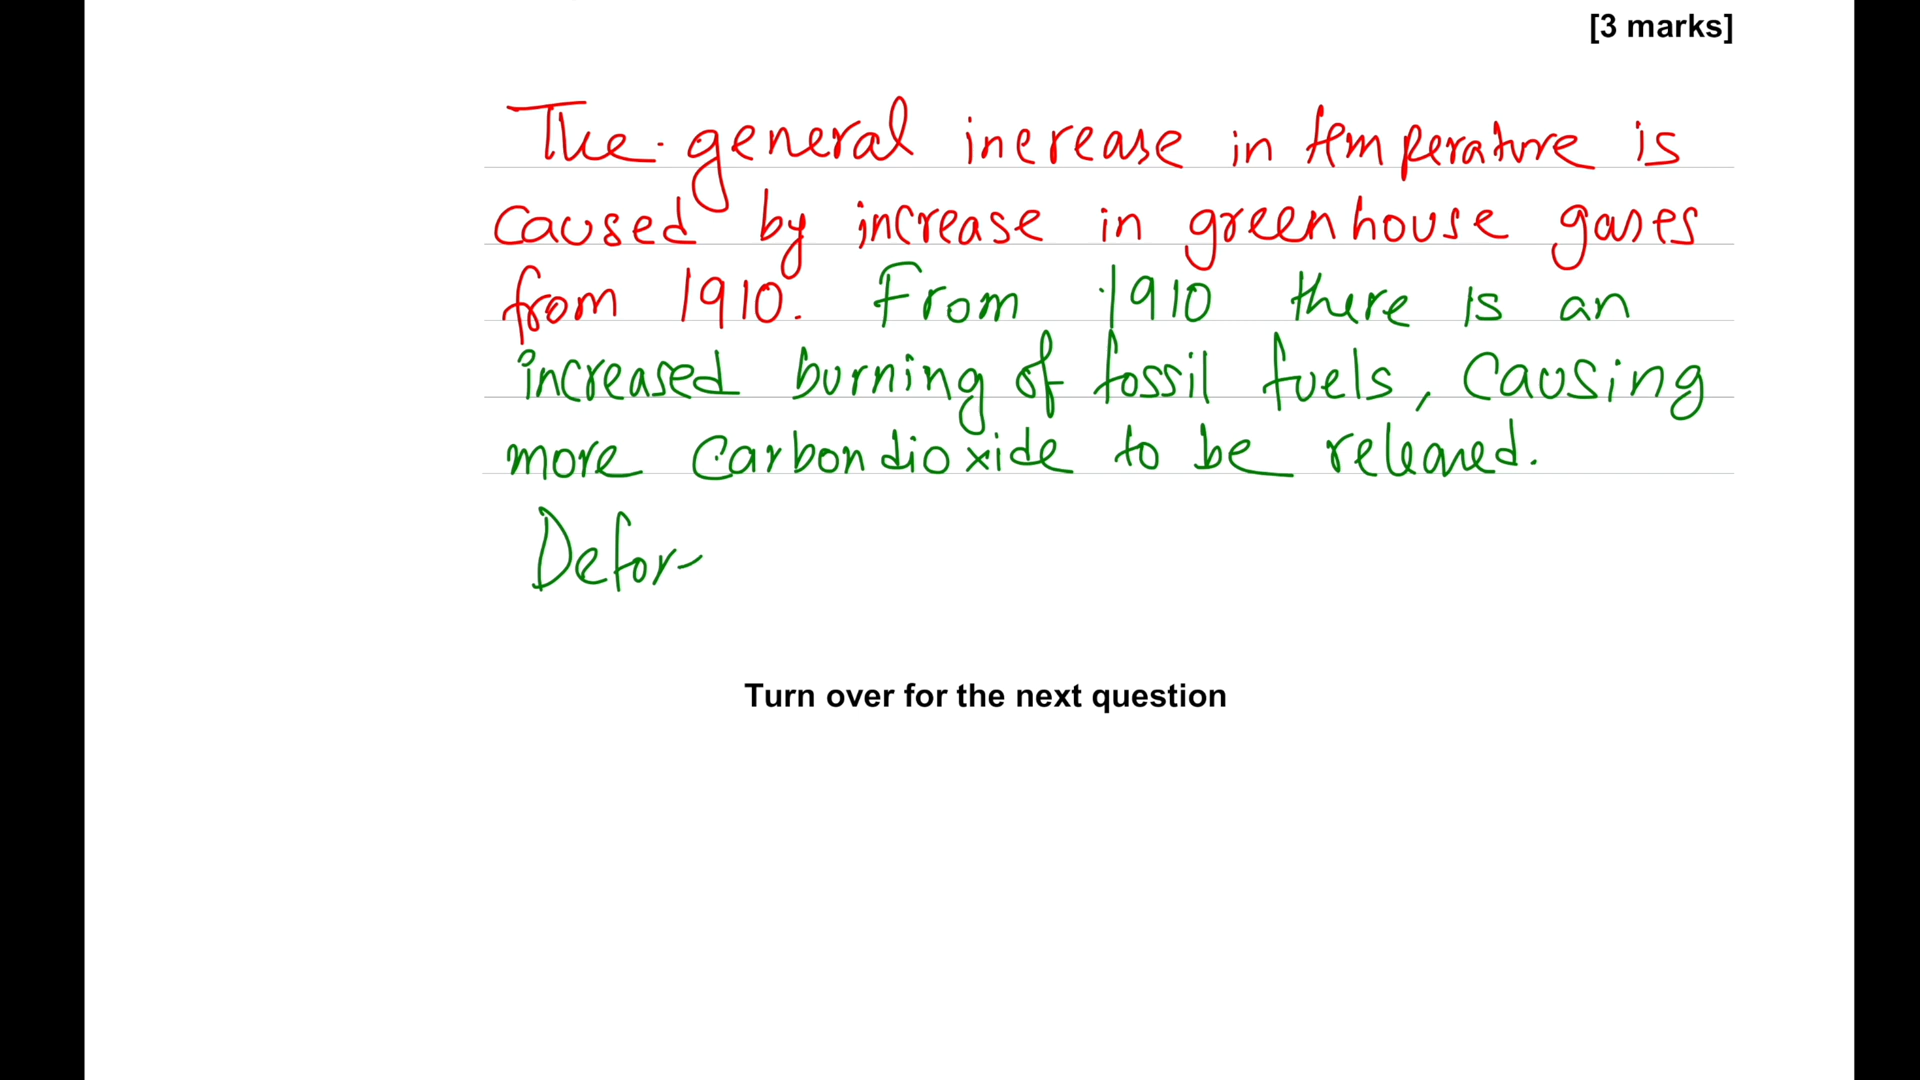 [3 marks]
The general increase in temperature is
caused by increase in greenhouse gases
from 1910. From 1910 there is an
increased burning of fossil fuels, causing
more carbondioxide to be released.
Defor-
Turn over for the next question